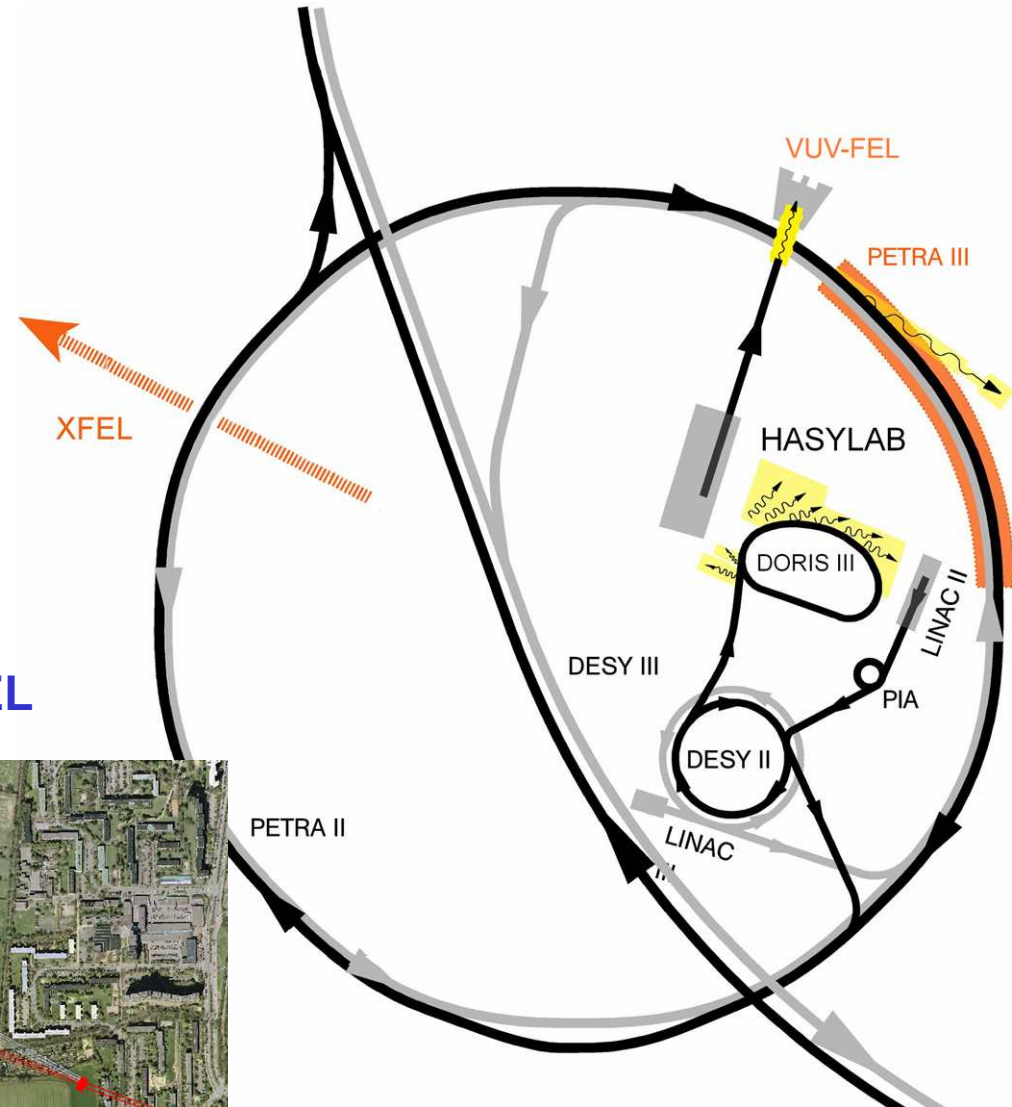 VUV-FEL
PETRA III
XFEL
HASYLAB
DORIS III
LINAC II
DESY III
PIA
EL
DESY II
PETRA II
LINAC
III